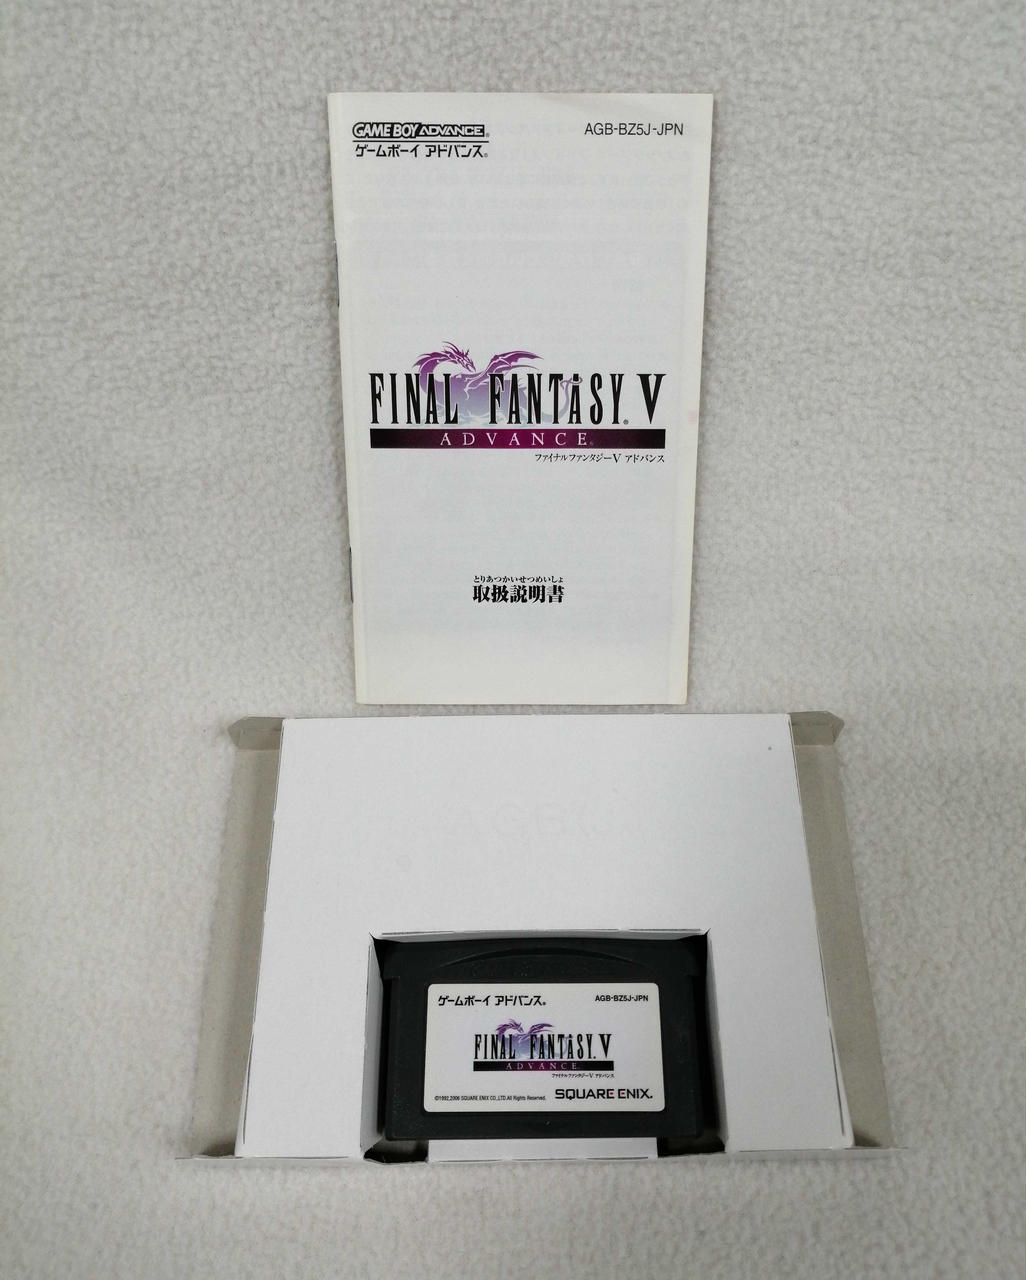 GAME BOY ADVANCE®
AGB-BZ5J-JPN
ゲームボーイ アドバンス®
FINAL FANTASY® V
ADVANCE®
ファイナルファンタジーV アドバンス
とりあつかいせつめいしょ
取扱説明書
ゲームボーイ アドバンス®
AGB-BZ5J-JPN
FINAL FANTASY® V
ADVANCE®
ファイナルファンタジーV アドバンス
©1992,2006 SQUARE ENIX CO.,LTD.All Rights Reserved.
SQUARE ENIX.